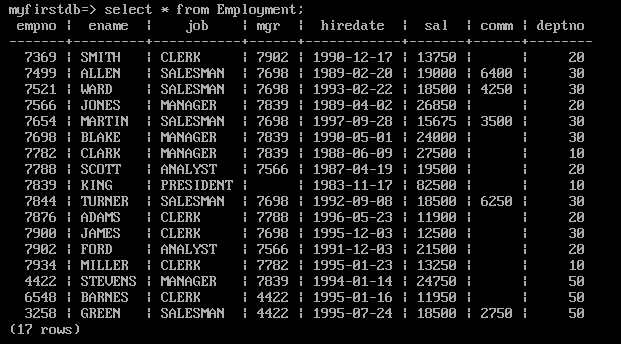 myfirstdb=> select * from Employment;
 empno ¦  ename   ¦    job    ¦ mgr  ¦  hiredate  ¦  sal  ¦ comm ¦ deptno
-------+----------+-----------+------+------------+-------+------+--------
  7369 ¦ SMITH    ¦ CLERK     ¦ 7902 ¦ 1990-12-17 ¦ 13750 ¦      ¦     20
  7499 ¦ ALLEN    ¦ SALESMAN  ¦ 7698 ¦ 1989-02-20 ¦ 19000 ¦ 6400 ¦     30
  7521 ¦ WARD     ¦ SALESMAN  ¦ 7698 ¦ 1993-02-22 ¦ 18500 ¦ 4250 ¦     30
  7566 ¦ JONES    ¦ MANAGER   ¦ 7839 ¦ 1989-04-02 ¦ 26850 ¦      ¦     20
  7654 ¦ MARTIN   ¦ SALESMAN  ¦ 7698 ¦ 1997-09-28 ¦ 15675 ¦ 3500 ¦     30
  7698 ¦ BLAKE    ¦ MANAGER   ¦ 7839 ¦ 1990-05-01 ¦ 24000 ¦      ¦     30
  7782 ¦ CLARK    ¦ MANAGER   ¦ 7839 ¦ 1988-06-09 ¦ 27500 ¦      ¦     10
  7788 ¦ SCOTT    ¦ ANALYST   ¦ 7566 ¦ 1987-04-19 ¦ 19500 ¦      ¦     20
  7839 ¦ KING     ¦ PRESIDENT ¦      ¦ 1983-11-17 ¦ 82500 ¦      ¦     10
  7844 ¦ TURNER   ¦ SALESMAN  ¦ 7698 ¦ 1992-09-08 ¦ 18500 ¦ 6250 ¦     30
  7876 ¦ ADAMS    ¦ CLERK     ¦ 7788 ¦ 1996-05-23 ¦ 11900 ¦      ¦     20
  7900 ¦ JAMES    ¦ CLERK     ¦ 7698 ¦ 1995-12-03 ¦ 12500 ¦      ¦     30
  7902 ¦ FORD     ¦ ANALYST   ¦ 7566 ¦ 1991-12-03 ¦ 21500 ¦      ¦     20
  7934 ¦ MILLER   ¦ CLERK     ¦ 7782 ¦ 1995-01-23 ¦ 13250 ¦      ¦     10
  4422 ¦ STEVENS  ¦ MANAGER   ¦ 7839 ¦ 1994-01-14 ¦ 24750 ¦      ¦     50
  6548 ¦ BARNES   ¦ CLERK     ¦ 4422 ¦ 1995-01-16 ¦ 11950 ¦      ¦     50
  3258 ¦ GREEN    ¦ SALESMAN  ¦ 4422 ¦ 1995-07-24 ¦ 18500 ¦ 2750 ¦     50
(17 rows)